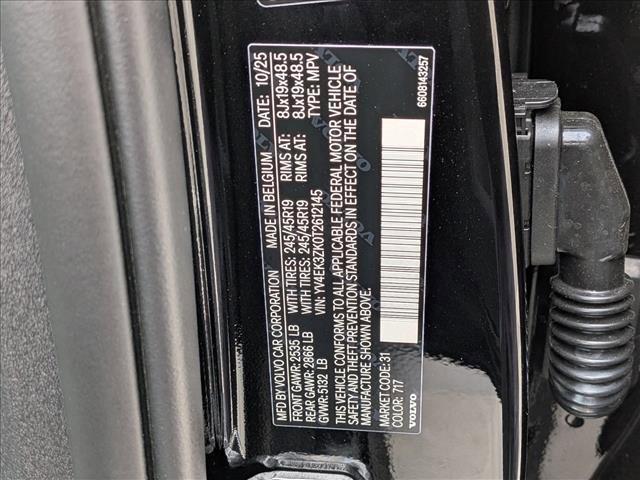 MFD BY VOLVO CAR CORPORATION MADE IN BELGIUM DATE: 10/25
FRONT GAWR: 2535 LB WITH TIRES: 245/45R19 RIMS AT: 8Jx19x48.5
REAR GAWR: 2866 LB WITH TIRES: 245/45R19 RIMS AT: 8Jx19x48.5
GVWR: 5132 LB VIN: YV4EK3ZK0T2612145 TYPE: MPV
THIS VEHICLE CONFORMS TO ALL APPLICABLE FEDERAL MOTOR VEHICLE
SAFETY AND THEFT PREVENTION STANDARDS IN EFFECT ON THE DATE OF
MANUFACTURE SHOWN ABOVE.
MARKET CODE: 31
COLOR: 717
VOLVO
6608143257